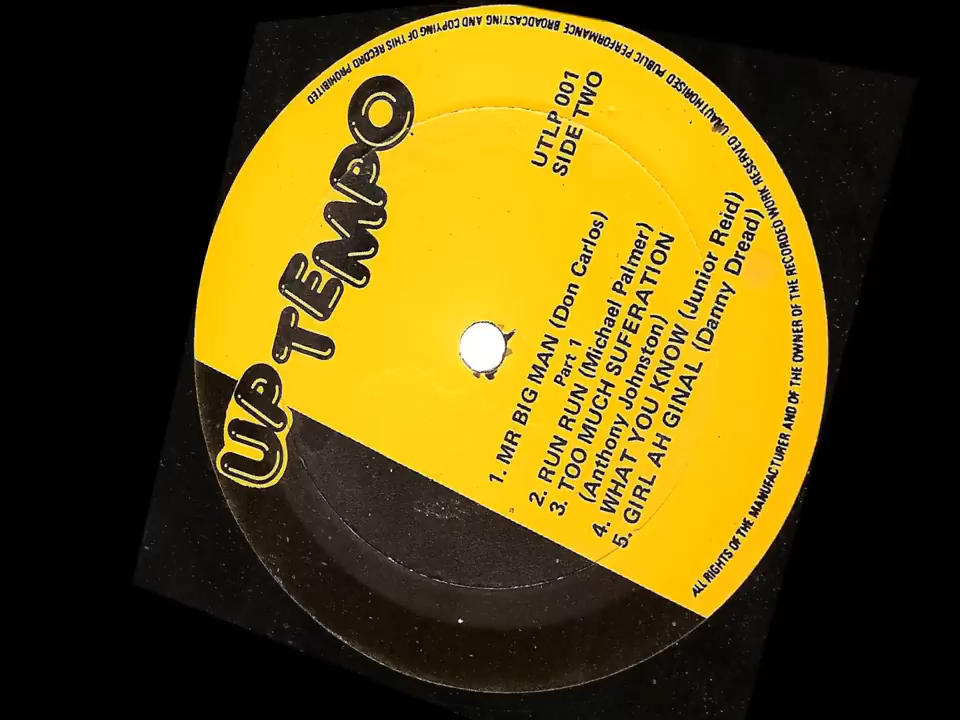 UP TEMPO
UTLP 001
SIDE TWO
1. MR BIG MAN (Don Carlos)
Part 1
2. RUN RUN (Michael Palmer)
3. TOO MUCH SUFERATION
(Anthony Johnston)
4. WHAT YOU KNOW (Junior Reid)
5. GIRL AH GINAL (Danny Dread)
ALL RIGHTS OF THE MANUFACTURER AND OF THE OWNER OF THE RECORDED WORK RESERVED UNAUTHORISED PUBLIC PERFORMANCE BROADCASTING AND COPYING OF THIS RECORD PROHIBITED